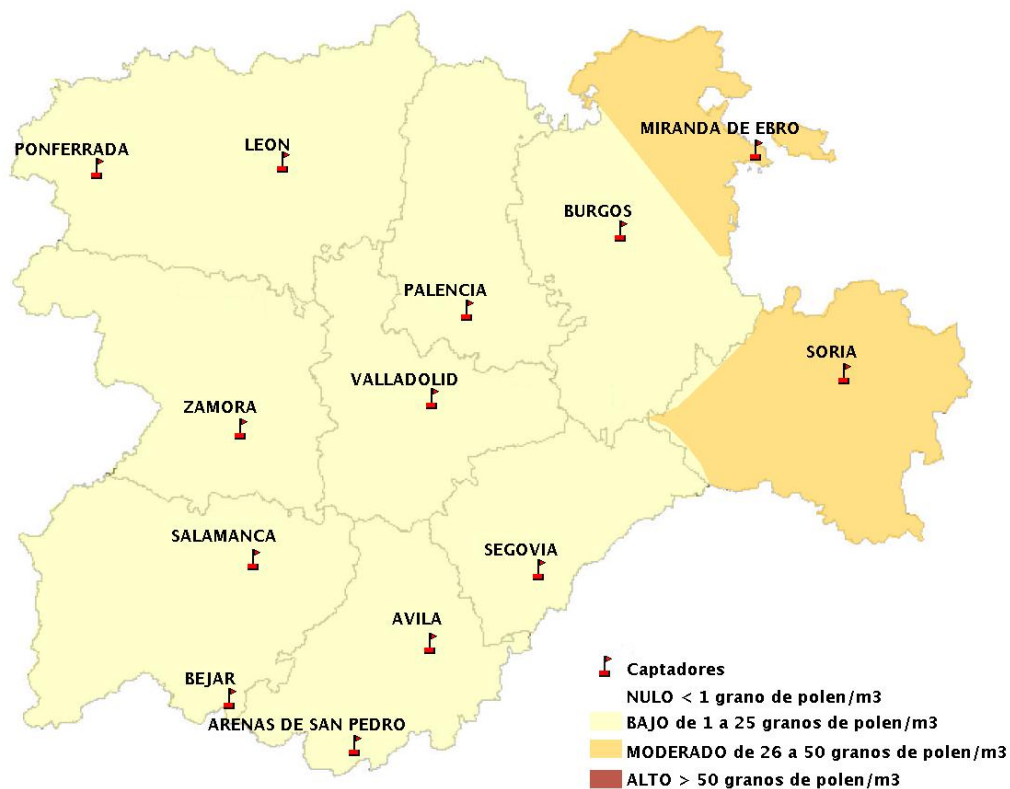 MIRANDA DE EBRO
PONFERRADA
LEON
BURGOS
PALENCIA
SORIA
VALLADOLID
ZAMORA
SALAMANCA
SEGOVIA
AVILA
BEJAR
ARENAS DE SAN PEDRO
Captadores
NULO < 1 grano de polen/m3
BAJO de 1 a 25 granos de polen/m3
MODERADO de 26 a 50 granos de polen/m3
ALTO > 50 granos de polen/m3